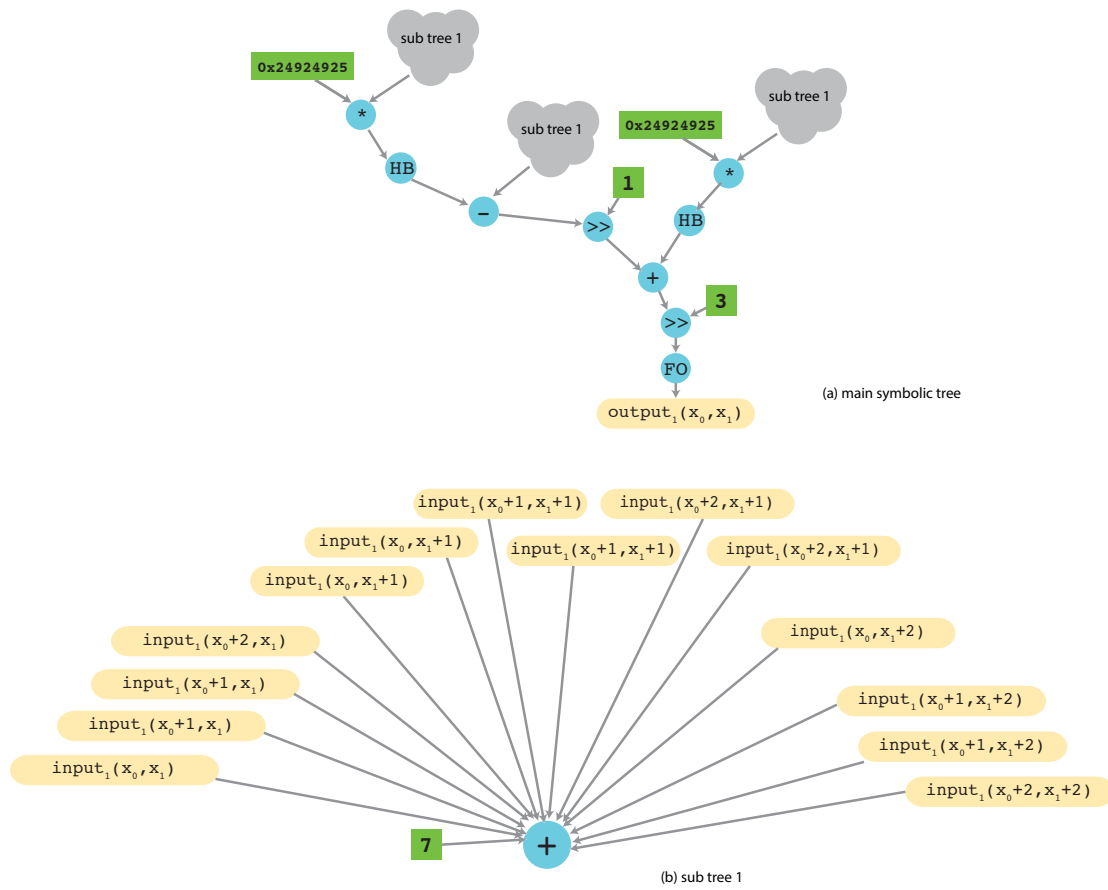 sub tree 1
0x24924925
*
HB
sub tree 1
-
1
>>
sub tree 1
0x24924925
*
HB
+
3
>>
FO
output₁(x₀,x₁)
(a) main symbolic tree
input₁(x₀+1,x₁+1)
input₁(x₀+2,x₁+1)
input₁(x₀,x₁+1)
input₁(x₀+1,x₁+1)
input₁(x₀+2,x₁+1)
input₁(x₀,x₁+1)
input₁(x₀+2,x₁)
input₁(x₀,x₁+2)
input₁(x₀+1,x₁)
input₁(x₀+1,x₁+2)
input₁(x₀+1,x₁)
input₁(x₀+1,x₁+2)
input₁(x₀,x₁)
input₁(x₀+2,x₁+2)
7
+
(b) sub tree 1